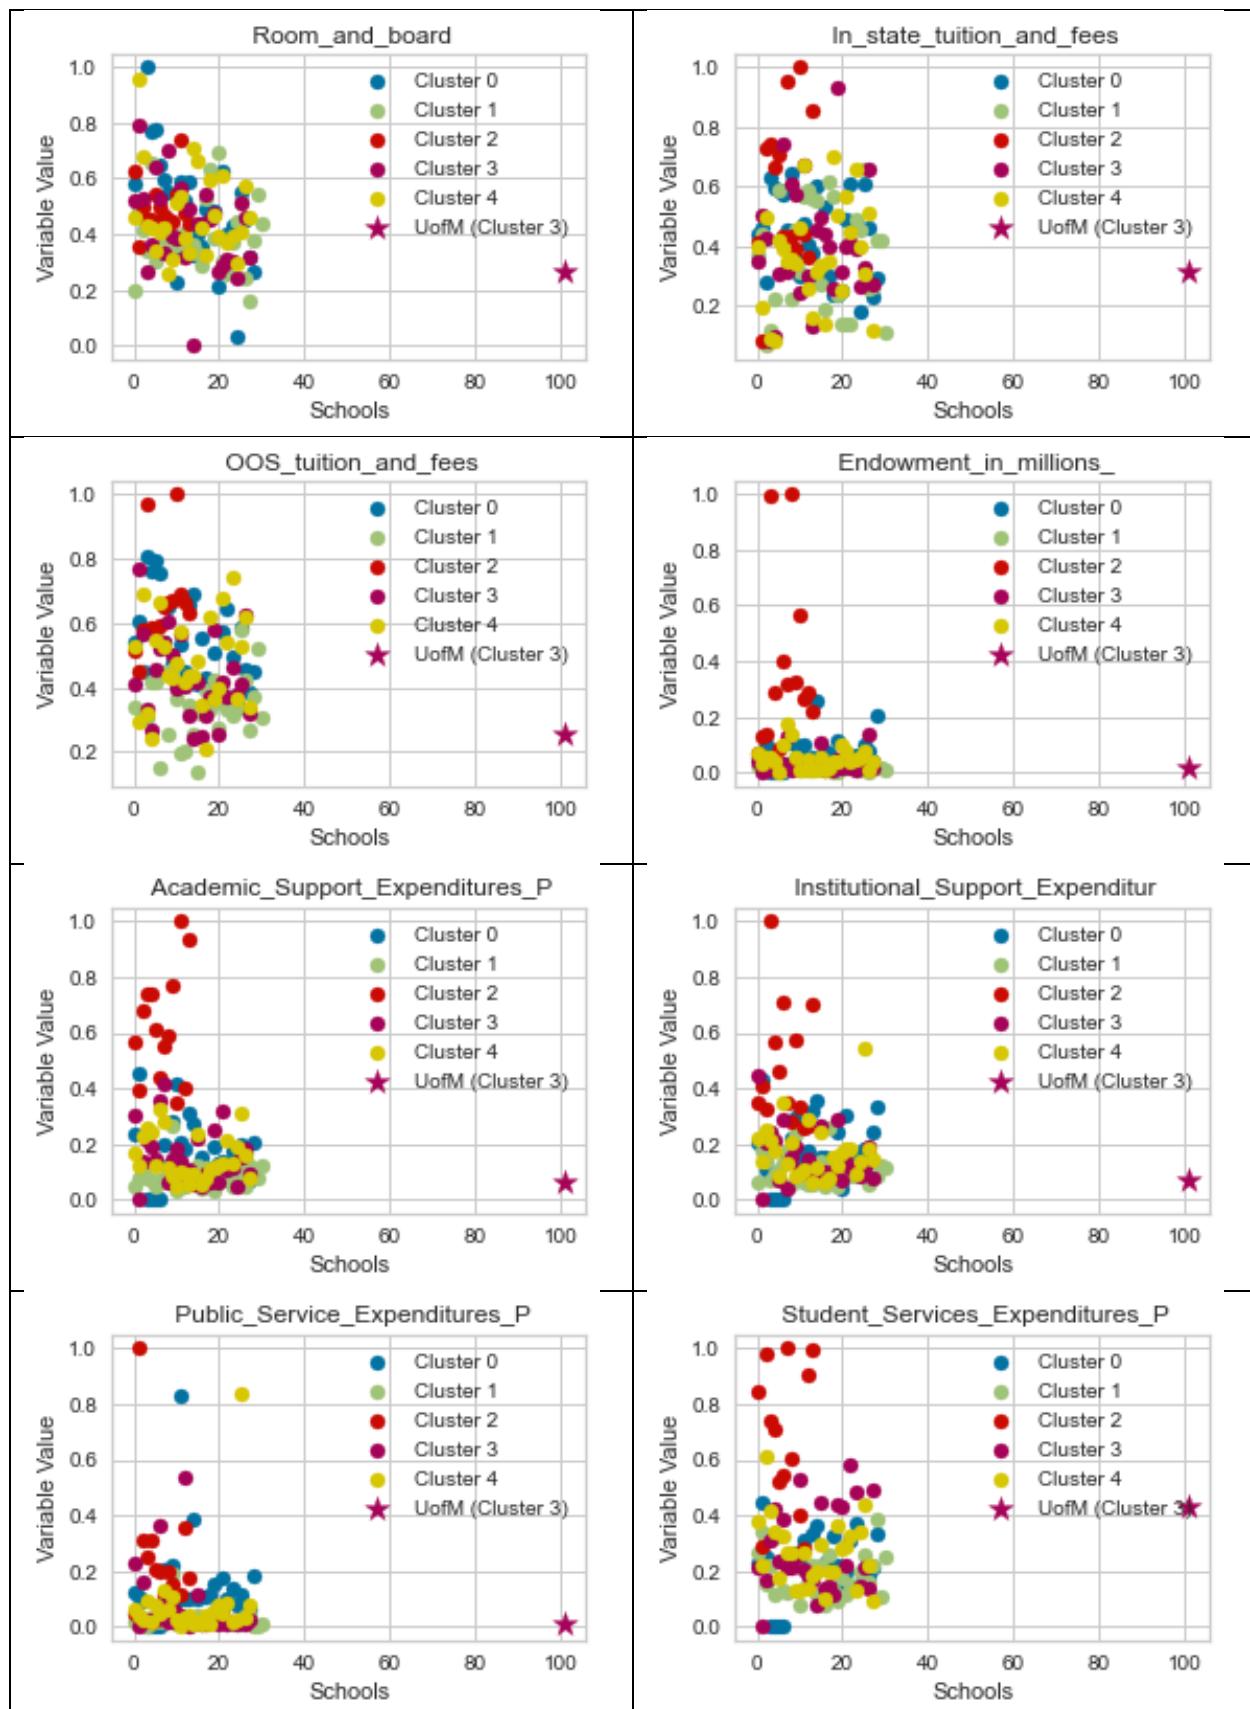 Room_and_board
1.0
0.8
0.6
0.4
0.2
0.0
Variable Value
Cluster 0
Cluster 1
Cluster 2
Cluster 3
Cluster 4
UofM (Cluster 3)
0 20 40 60 80 100
Schools
In_state_tuition_and_fees
1.0
0.8
0.6
0.4
0.2
Variable Value
Cluster 0
Cluster 1
Cluster 2
Cluster 3
Cluster 4
UofM (Cluster 3)
0 20 40 60 80 100
Schools
OOS_tuition_and_fees
1.0
0.8
0.6
0.4
0.2
Variable Value
Cluster 0
Cluster 1
Cluster 2
Cluster 3
Cluster 4
UofM (Cluster 3)
0 20 40 60 80 100
Schools
Endowment_in_millions_
1.0
0.8
0.6
0.4
0.2
0.0
Variable Value
Cluster 0
Cluster 1
Cluster 2
Cluster 3
Cluster 4
UofM (Cluster 3)
0 20 40 60 80 100
Schools
Academic_Support_Expenditures_P
1.0
0.8
0.6
0.4
0.2
0.0
Variable Value
Cluster 0
Cluster 1
Cluster 2
Cluster 3
Cluster 4
UofM (Cluster 3)
0 20 40 60 80 100
Schools
Institutional_Support_Expenditur
1.0
0.8
0.6
0.4
0.2
0.0
Variable Value
Cluster 0
Cluster 1
Cluster 2
Cluster 3
Cluster 4
UofM (Cluster 3)
0 20 40 60 80 100
Schools
Public_Service_Expenditures_P
1.0
0.8
0.6
0.4
0.2
0.0
Variable Value
Cluster 0
Cluster 1
Cluster 2
Cluster 3
Cluster 4
UofM (Cluster 3)
0 20 40 60 80 100
Schools
Student_Services_Expenditures_P
1.0
0.8
0.6
0.4
0.2
0.0
Variable Value
Cluster 0
Cluster 1
Cluster 2
Cluster 3
Cluster 4
UofM (Cluster 3)
0 20 40 60 80 100
Schools